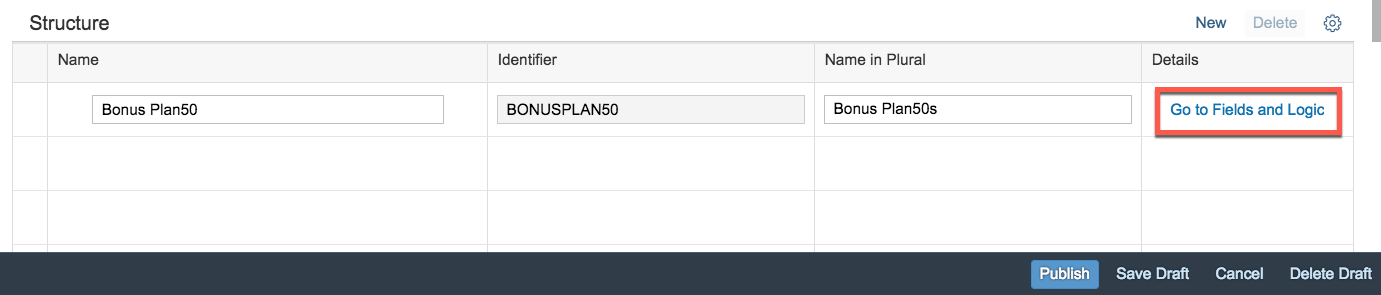 Structure New Delete
Name Identifier Name in Plural Details
Bonus Plan50 BONUSPLAN50 Bonus Plan50s Go to Fields and Logic
Publish Save Draft Cancel Delete Draft